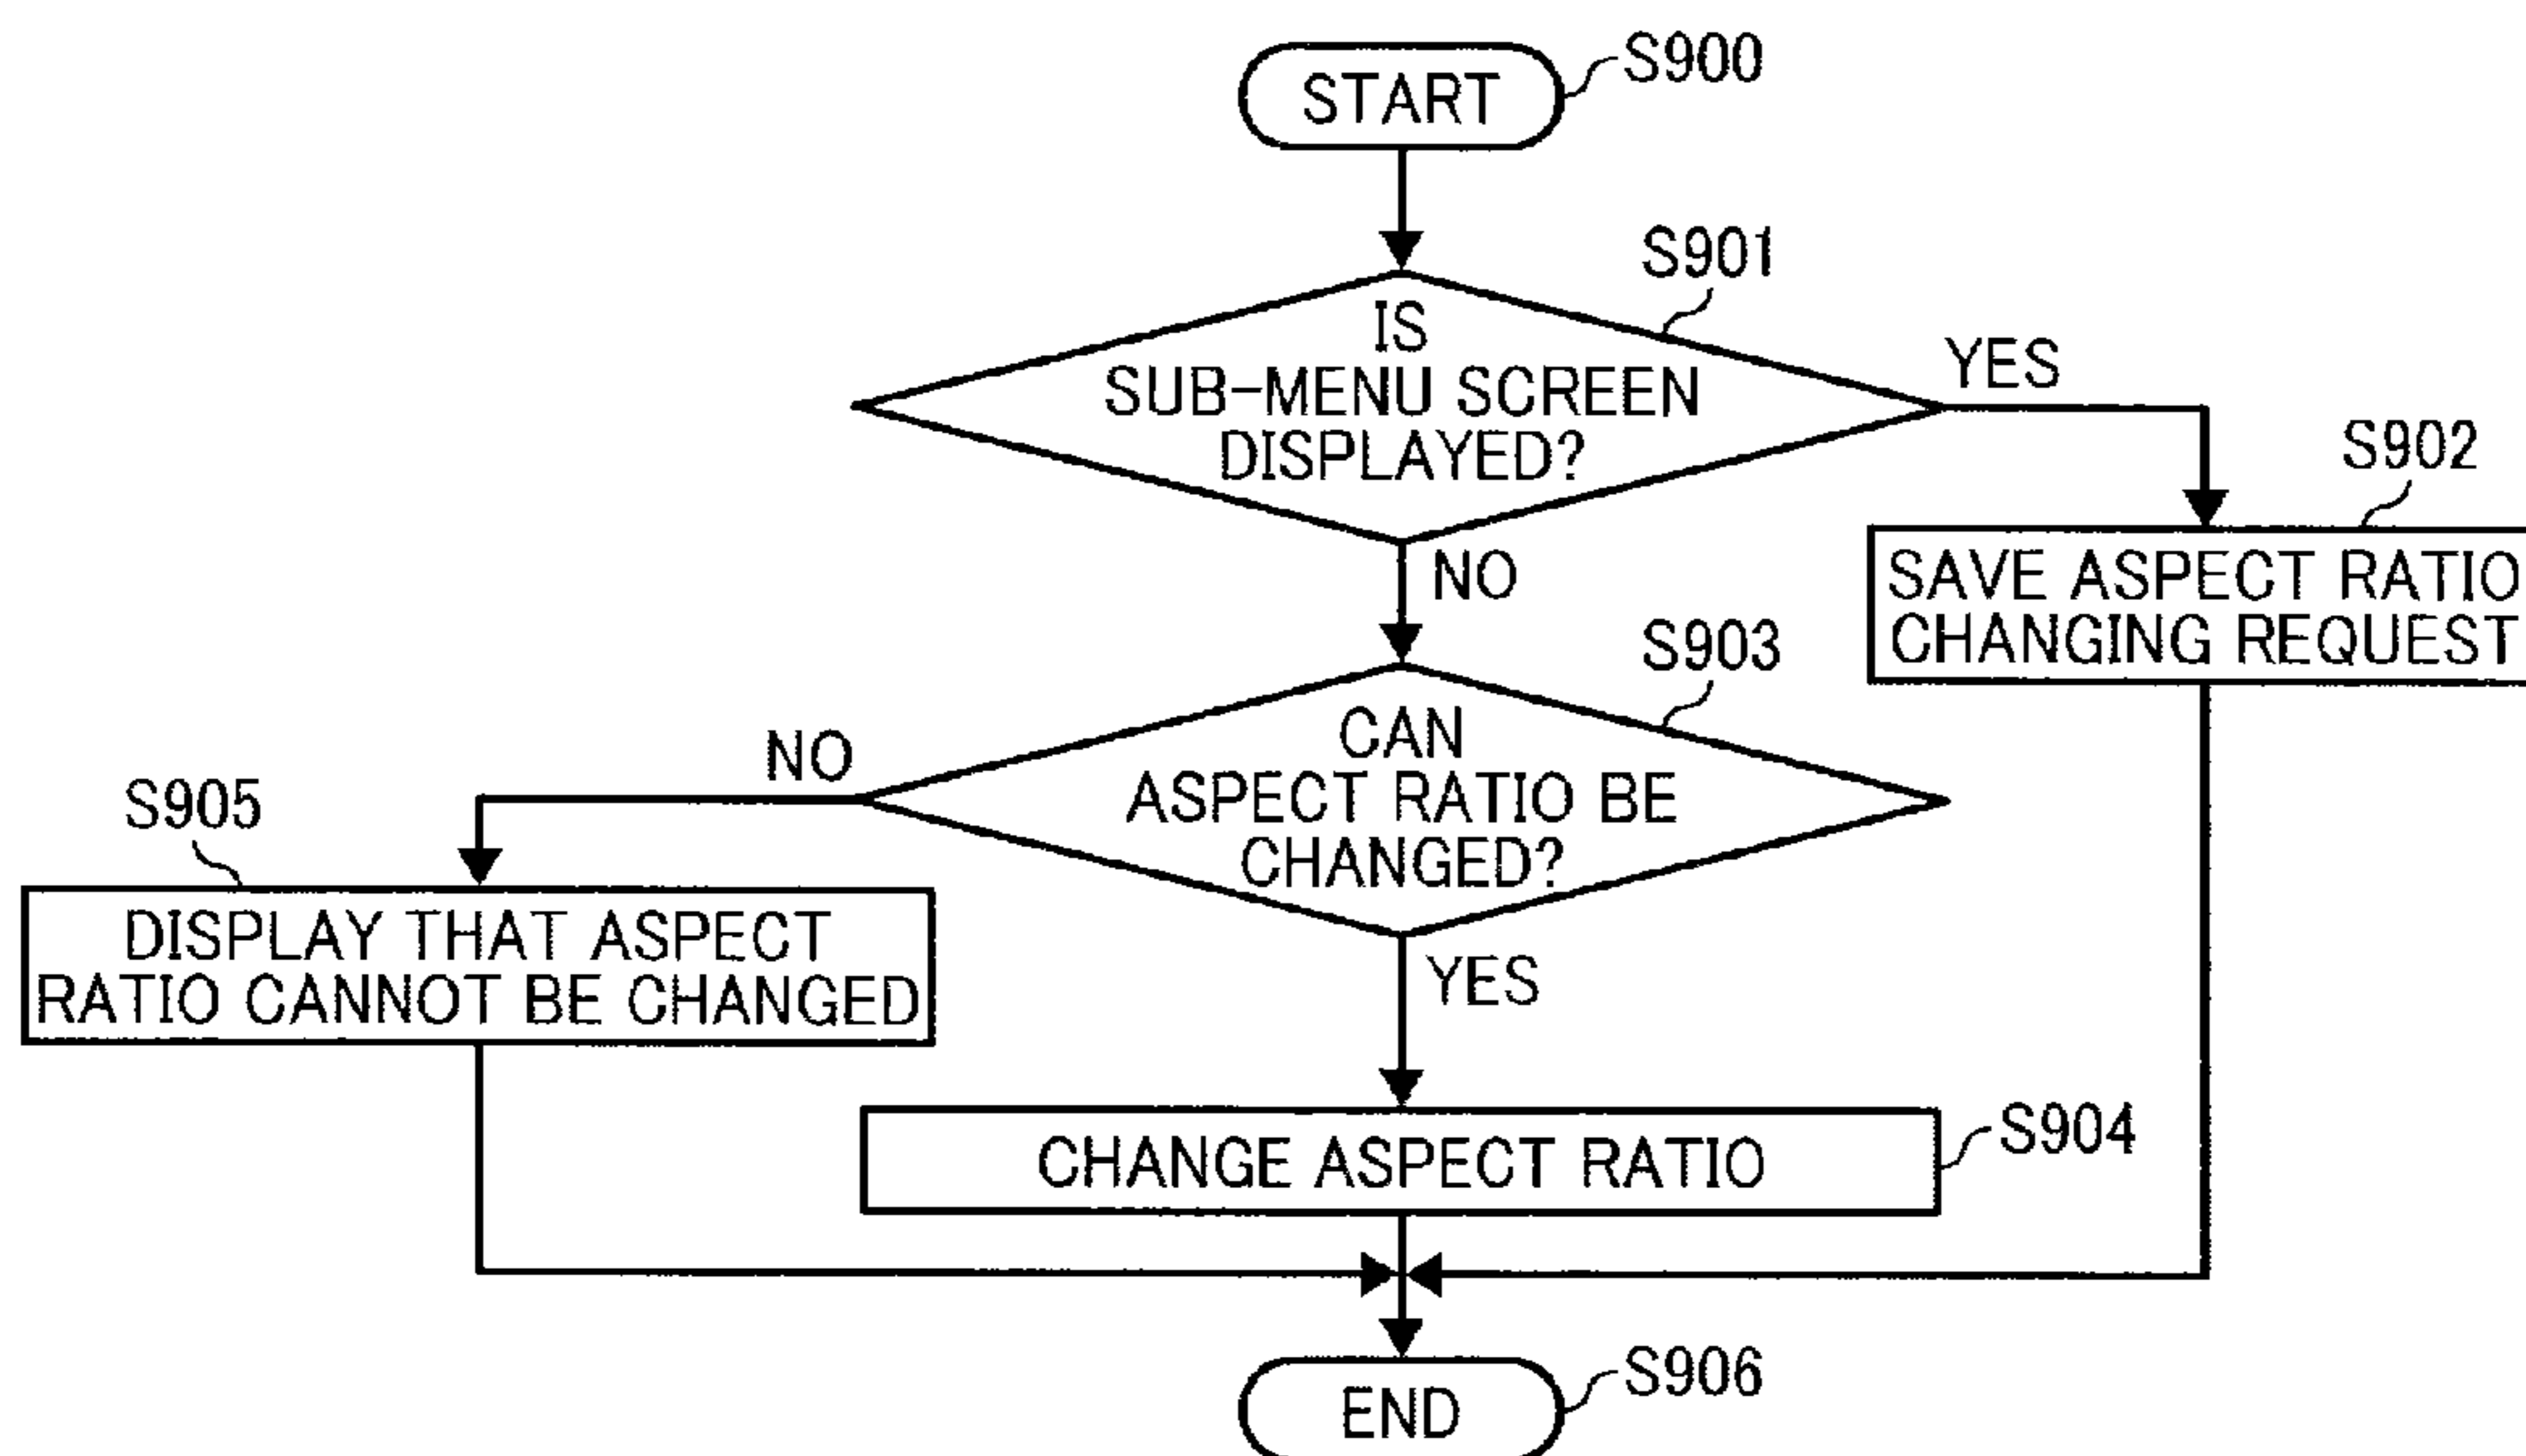 START
S900
S901
IS
SUB-MENU SCREEN
DISPLAYED?
YES
S902
SAVE ASPECT RATIO
CHANGING REQUEST
NO
S903
CAN
ASPECT RATIO BE
CHANGED?
NO
S905
DISPLAY THAT ASPECT
RATIO CANNOT BE CHANGED
YES
CHANGE ASPECT RATIO
S904
END
S906